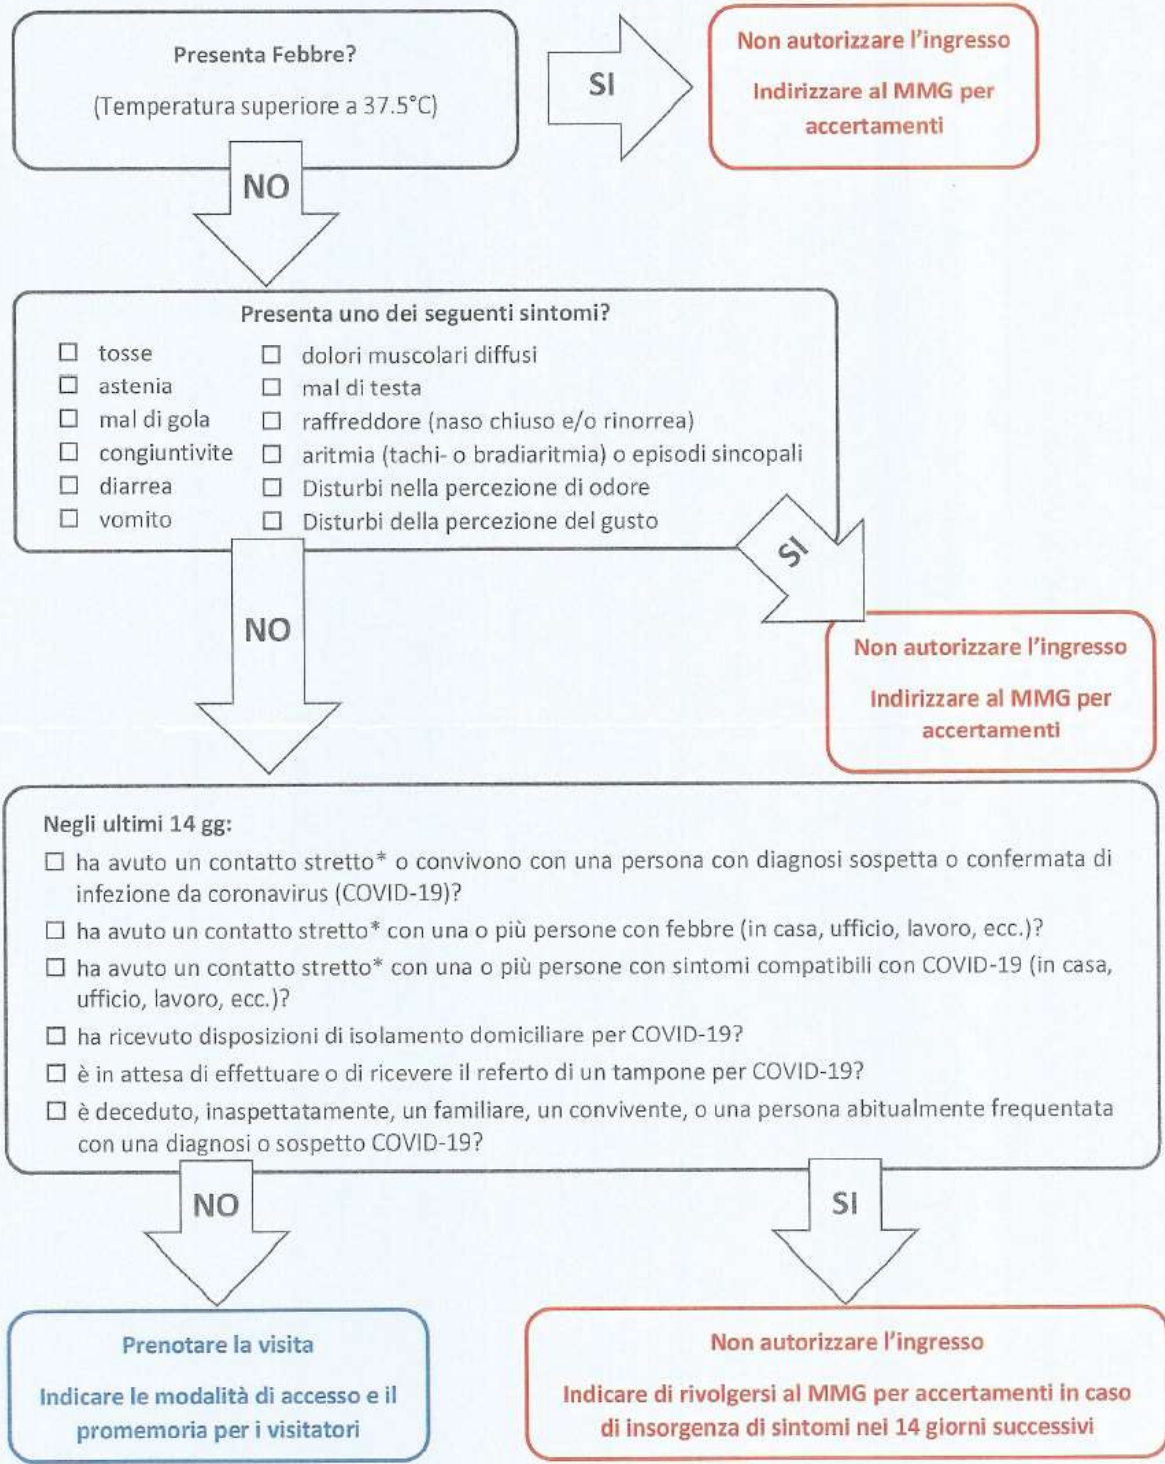 Presenta Febbre?
(Temperatura superiore a 37.5°C)
SI
Non autorizzare l'ingresso
Indirizzare al MMG per
accertamenti
NO
Presenta uno dei seguenti sintomi?
☐ tosse
☐ astenia
☐ mal di gola
☐ congiuntivite
☐ diarrea
☐ vomito
☐ dolori muscolari diffusi
☐ mal di testa
☐ raffreddore (naso chiuso e/o rinorrea)
☐ aritmia (tachi- o bradiaritmia) o episodi sincopali
☐ Disturbi nella percezione di odore
☐ Disturbi della percezione del gusto
SI
Non autorizzare l'ingresso
Indirizzare al MMG per
accertamenti
NO
Negli ultimi 14 gg:
☐ ha avuto un contatto stretto* o convivono con una persona con diagnosi sospetta o confermata di
infezione da coronavirus (COVID-19)?
☐ ha avuto un contatto stretto* con una o più persone con febbre (in casa, ufficio, lavoro, ecc.)?
☐ ha avuto un contatto stretto* con una o più persone con sintomi compatibili con COVID-19 (in casa,
ufficio, lavoro, ecc.)?
☐ ha ricevuto disposizioni di isolamento domiciliare per COVID-19?
☐ è in attesa di effettuare o di ricevere il referto di un tampone per COVID-19?
☐ è deceduto, inaspettatamente, un familiare, un convivente, o una persona abitualmente frequentata
con una diagnosi o sospetto COVID-19?
NO
SI
Prenotare la visita
Indicare le modalità di accesso e il
promemoria per i visitatori
Non autorizzare l'ingresso
Indicare di rivolgersi al MMG per accertamenti in caso
di insorgenza di sintomi nei 14 giorni successivi